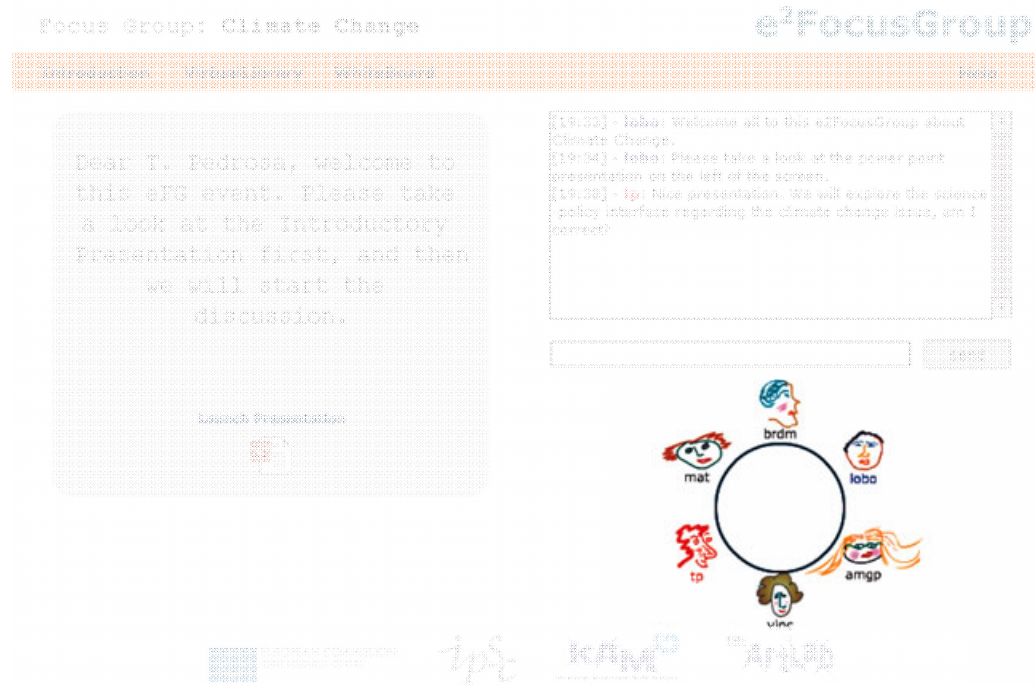 Focus Group: Climate Change
e²FocusGroup
Introduction
Whiteboard
[19:33] - lobo: Welcome all to this e2FocusGroup about
Climate Change.
[19:34] - lobo: Please take a look at the power point
presentation on the left of the screen.
[19:38] - tp: Nice presentation. We will explore the science
policy interface regarding the climate change issue, am I
correct?
Dear T. Pedrosa, welcome to
this eFG event. Please take
a look at the Introductory
Presentation first, and then
we will start the
discussion.
Launch Presentation
send
brdm
mat
lobo
tp
amgp